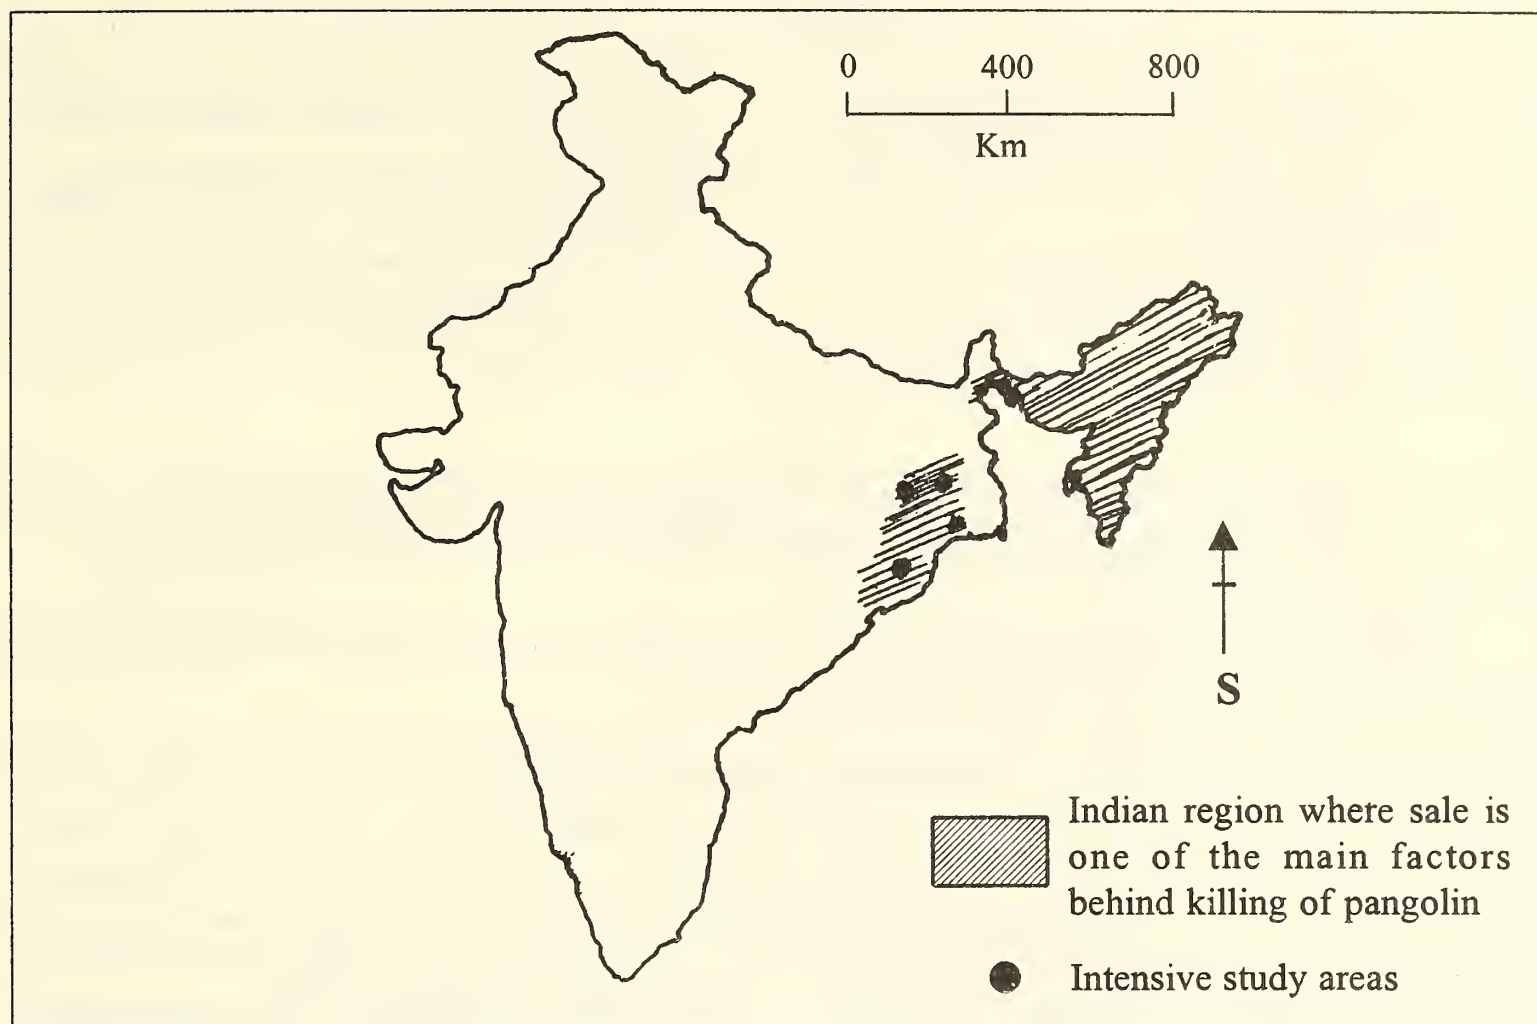 0 400 800
Km
S
Indian region where sale is
one of the main factors
behind killing of pangolin
Intensive study areas